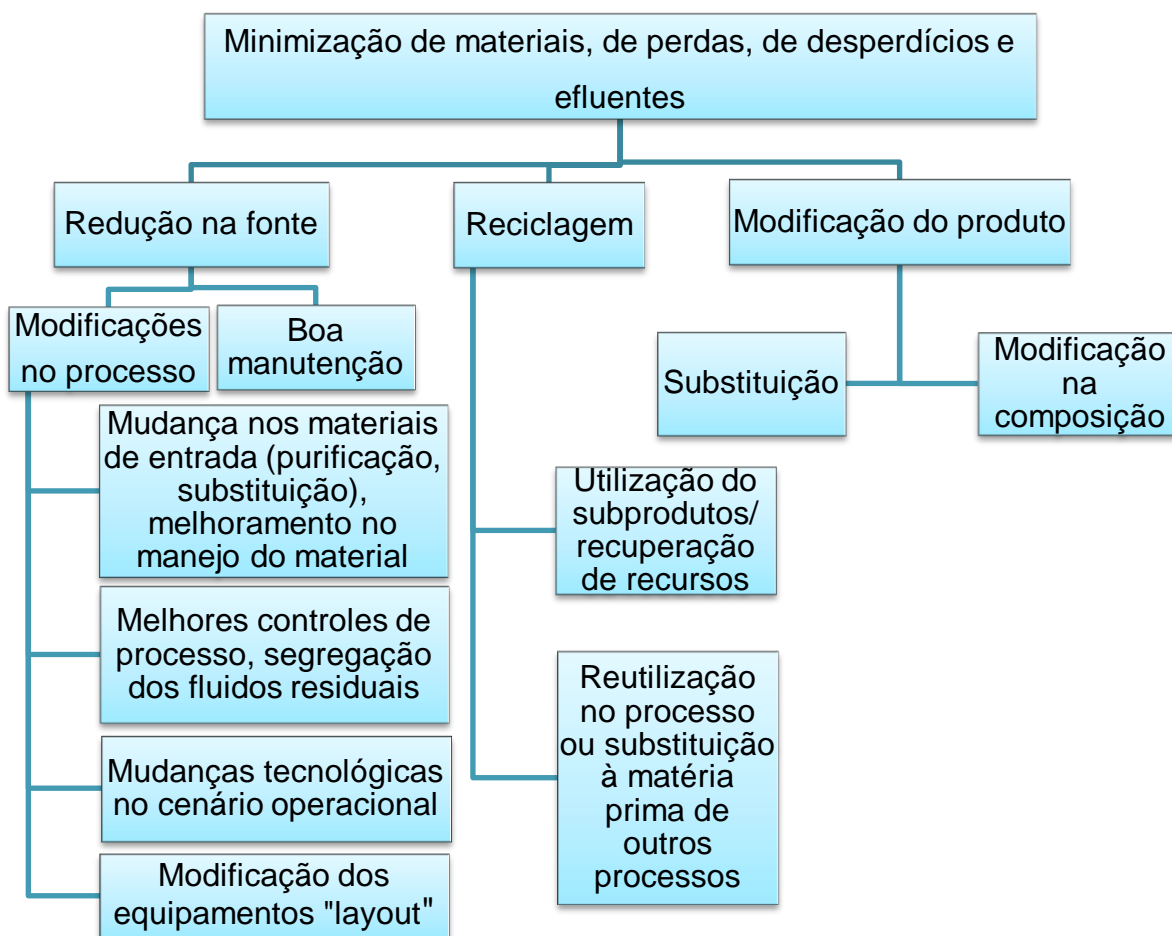 Minimização de materiais, de perdas, de desperdícios e
efluentes
Redução na fonte
Reciclagem
Modificação do produto
Modificações
no processo
Boa
manutenção
Substituição
Modificação
na
composição
Mudança nos materiais
de entrada (purificação,
substituição),
melhoramento no
manejo do material
Utilização do
subprodutos/
recuperação
de recursos
Melhores controles de
processo, segregação
dos fluidos residuais
Reutilização
no processo
ou substituição
à matéria
prima de
outros
processos
Mudanças tecnológicas
no cenário operacional
Modificação dos
equipamentos "layout"